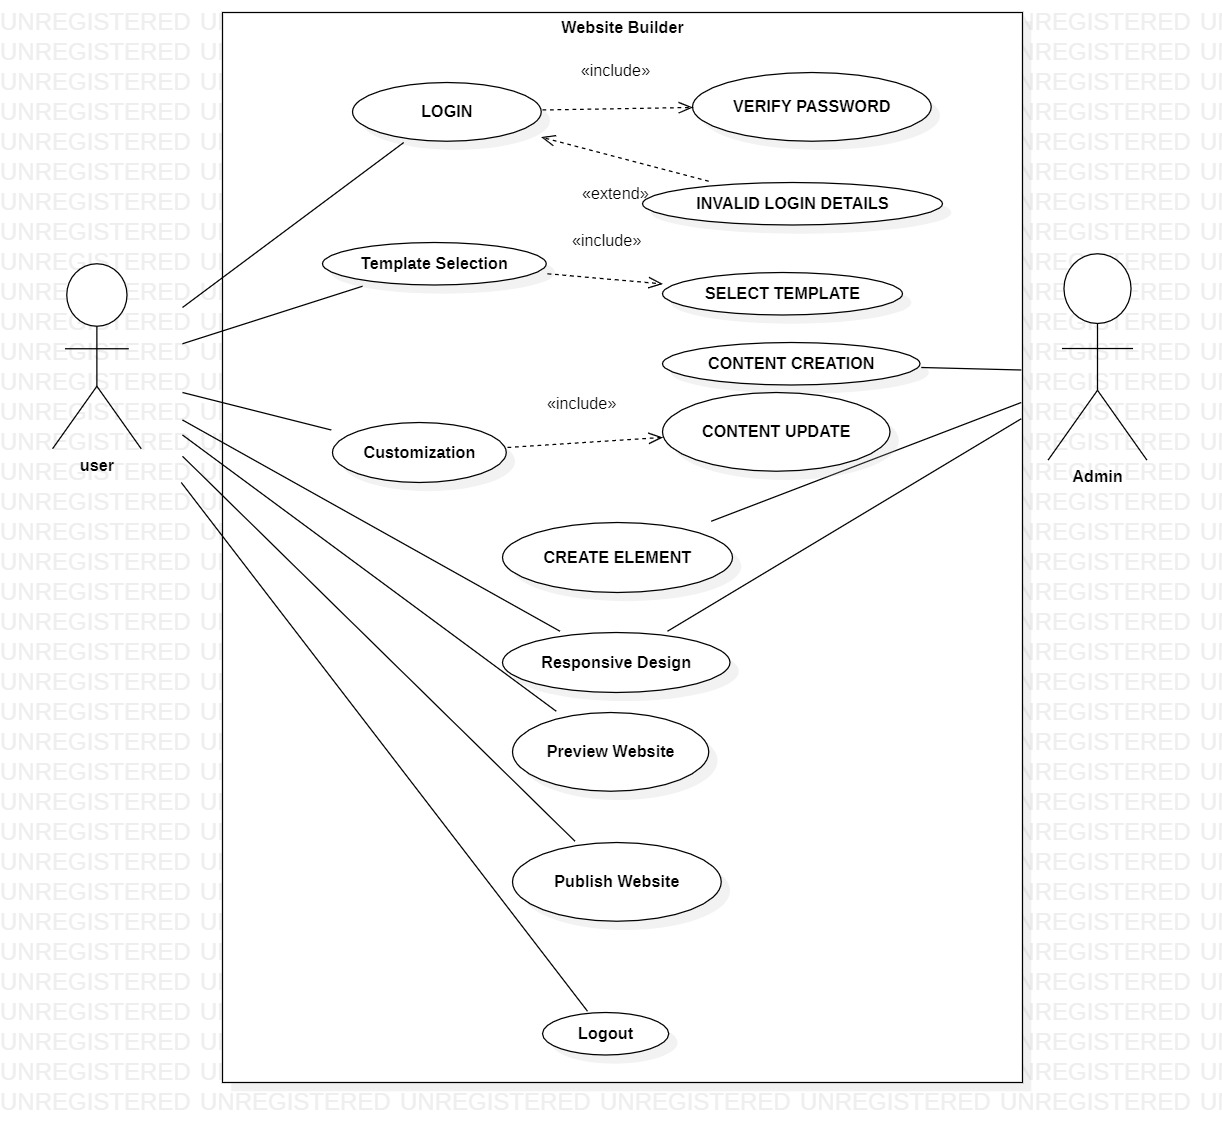 Website Builder
«include»
LOGIN
VERIFY PASSWORD
«extend»
INVALID LOGIN DETAILS
«include»
Template Selection
SELECT TEMPLATE
CONTENT CREATION
«include»
Customization
CONTENT UPDATE
user
Admin
CREATE ELEMENT
Responsive Design
Preview Website
Publish Website
Logout
UNREGISTERED UNREGISTERED UNREGISTERED UNREGISTERED UNREGISTERED UNREGISTERED